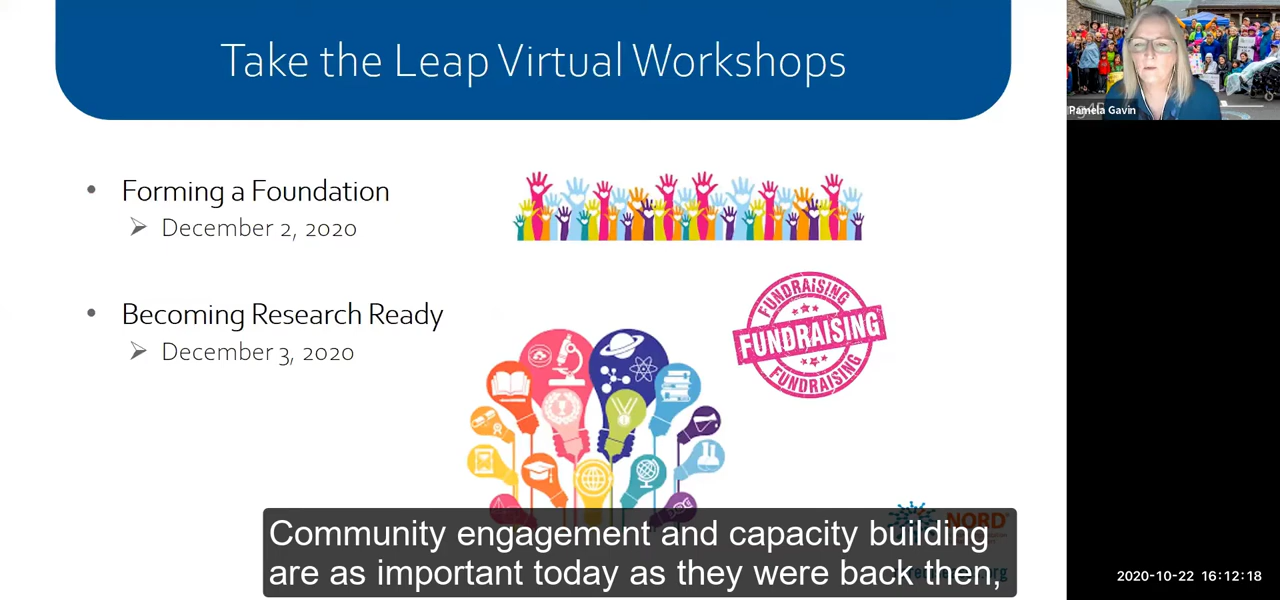 Take the Leap Virtual Workshops
Pamela Gavin
• Forming a Foundation
➢ December 2, 2020
• Becoming Research Ready
➢ December 3, 2020
FUNDRAISING
FUNDRAISING
FUNDRAISING
NORD
Community engagement and capacity building
are as important today as they were back then,
2020-10-22 16:12:18